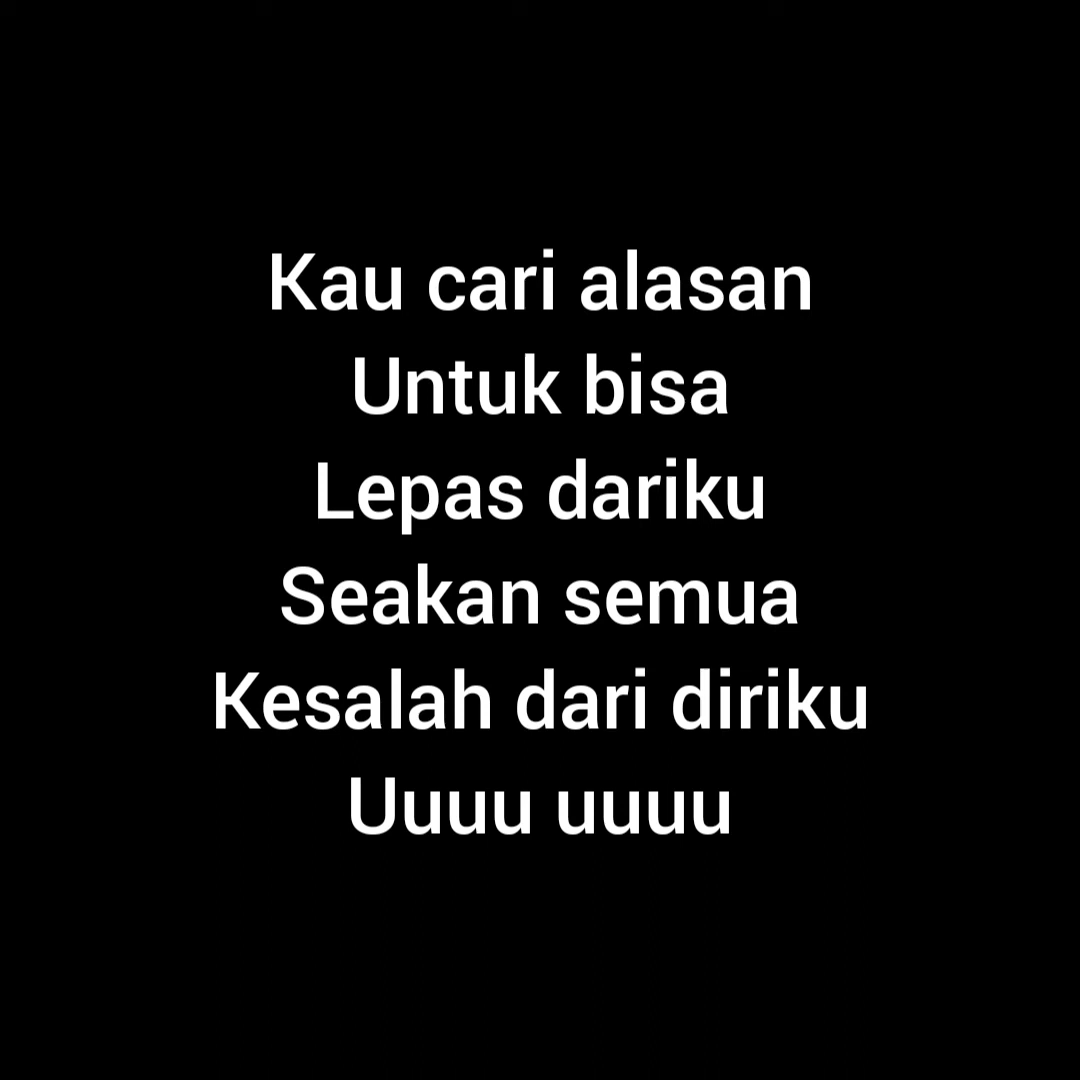 Kau cari alasan
Untuk bisa
Lepas dariku
Seakan semua
Kesalah dari diriku
Uuuu uuuu